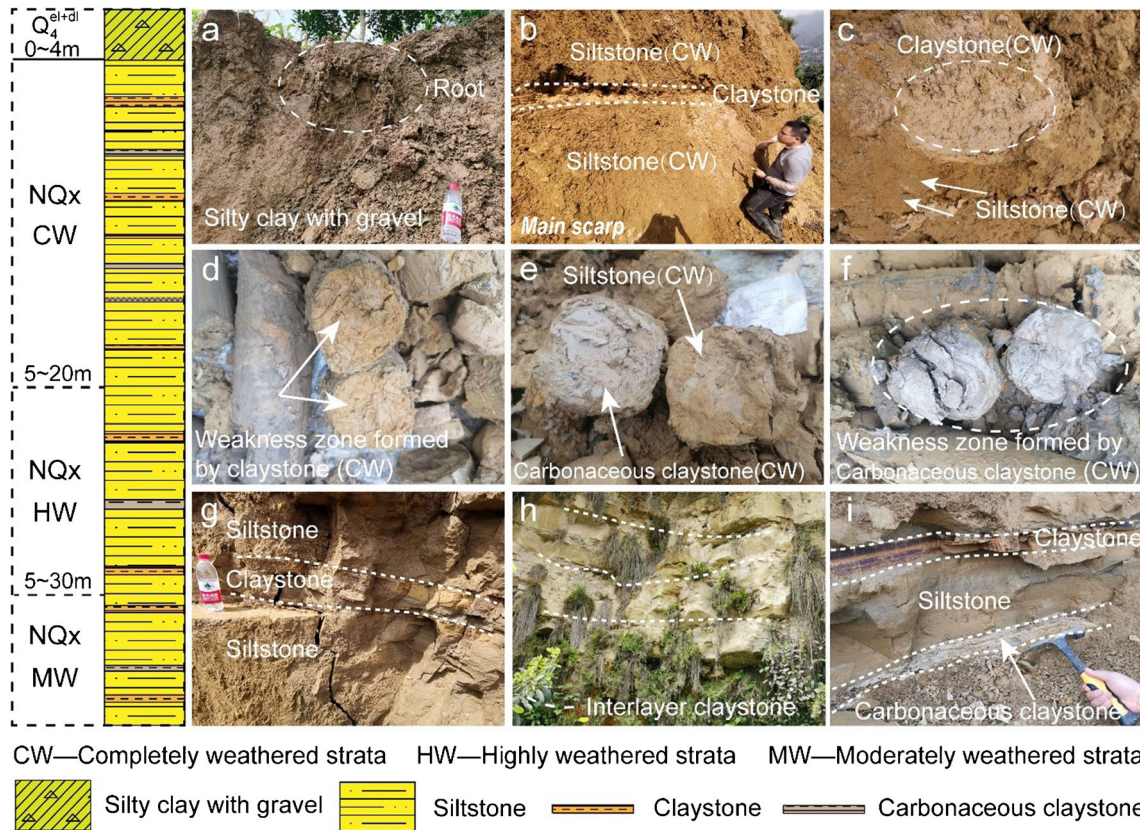 Q₄ᵉˡ⁺ᵈˡ
0~4m
NQx
CW
5~20m
NQx
HW
5~30m
NQx
MW
a
Root
Silty clay with gravel
b
Siltstone(CW)
Claystone
Siltstone(CW)
Main scarp
c
Claystone(CW)
Siltstone(CW)
d
Weakness zone formed
by claystone (CW)
e
Siltstone(CW)
Carbonaceous claystone(CW)
f
Weakness zone formed by
Carbonaceous claystone (CW)
g
Siltstone
Claystone
Siltstone
h
Interlayer claystone
i
Claystone
Siltstone
Carbonaceous claystone
CW—Completely weathered strata HW—Highly weathered strata MW—Moderately weathered strata
Silty clay with gravel Siltstone Claystone Carbonaceous claystone